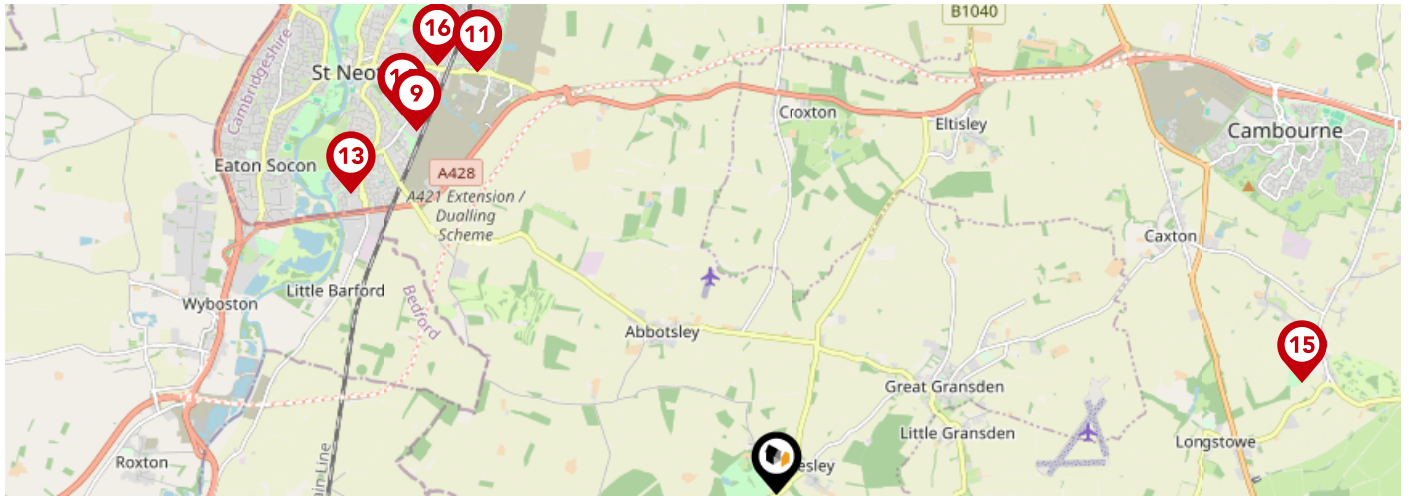 B1040
16
11
St Neo
9
Cambridgeshire
Croxton
Eltisley
Cambourne
13
Eaton Socon
A428
A421 Extension /
Dualling
Scheme
Caxton
Little Barford
Wyboston
Bedford
Abbotsley
15
Great Gransden
Little Gransden
Longstowe
esley
Roxton
ain Line